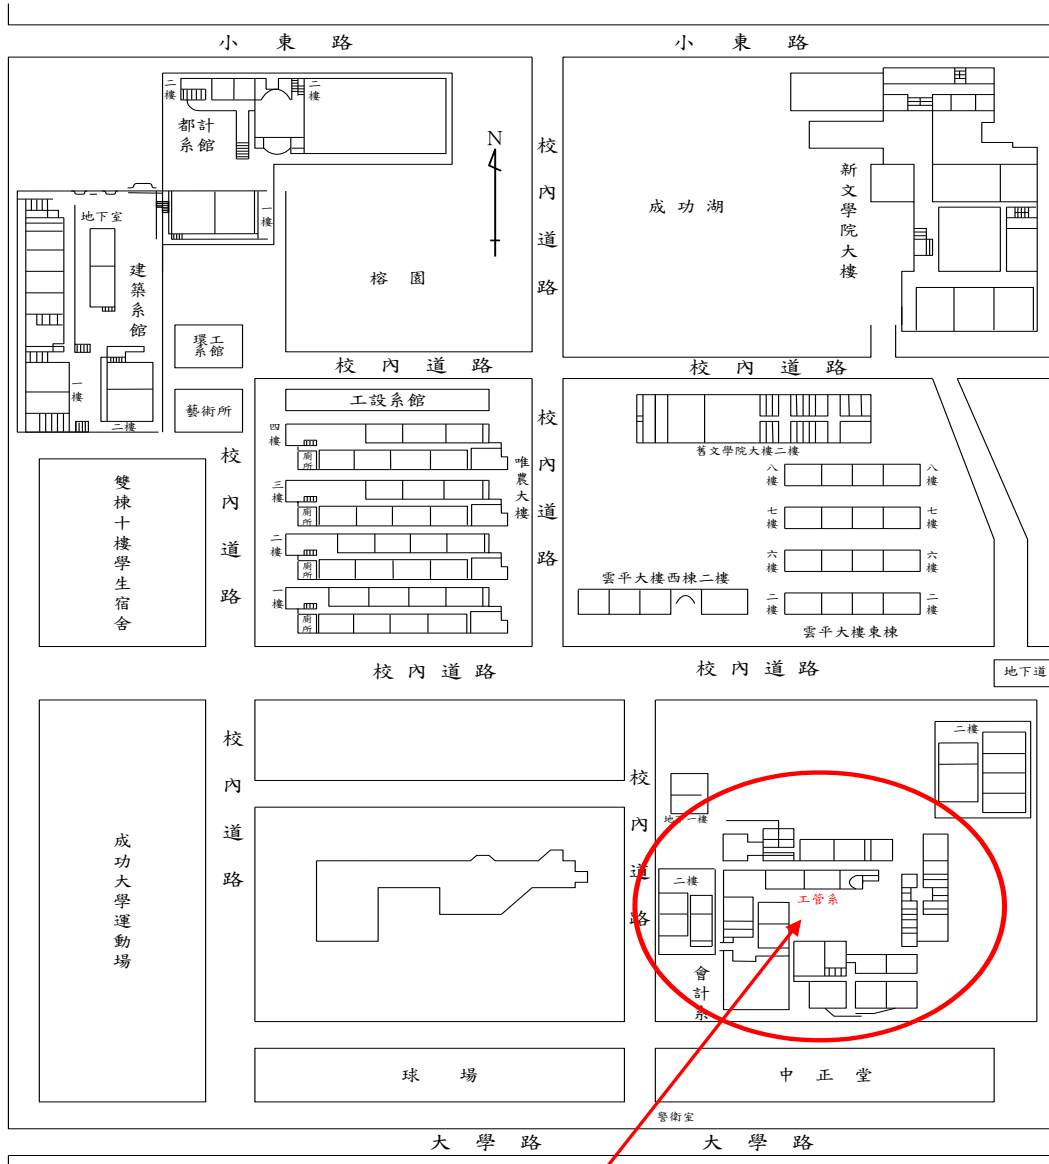 小東路
小東路
二樓
二樓
都計系館
N
校內道路
成功湖
新文學院大樓
地下室
一樓
建築系館
榕園
環工系館
校內道路
校內道路
一樓
二樓
藝術所
工設系館
四樓
廁所
三樓
廁所
二樓
廁所
一樓
廁所
唯農大樓
校內道路
舊文學院大樓二樓
八樓
八樓
七樓
七樓
六樓
六樓
二樓
二樓
雲平大樓西棟二樓
雲平大樓東棟
雙棟十樓學生宿舍
校內道路
校內道路
校內道路
地下道
成功大學運動場
校內道路
校內道路
二樓
地下一樓
二樓
工管系
會計系
球場
中正堂
警衛室
大學路
大學路